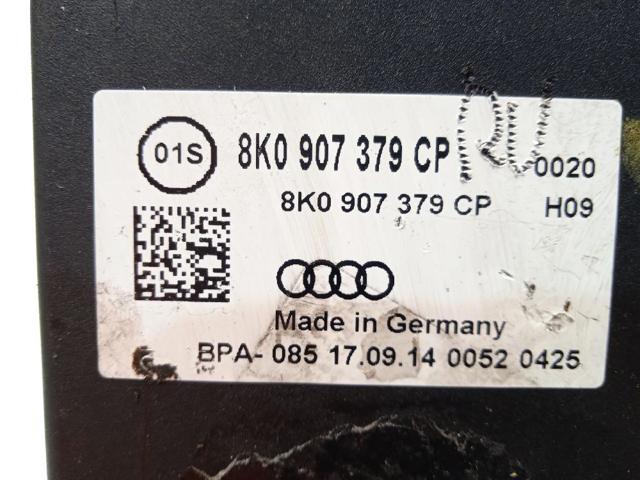 01S 8K0 907 379 CP RU 0020
8K0 907 379 CP H09
Made in Germany
BPA- 085 17.09.14 0052 0425